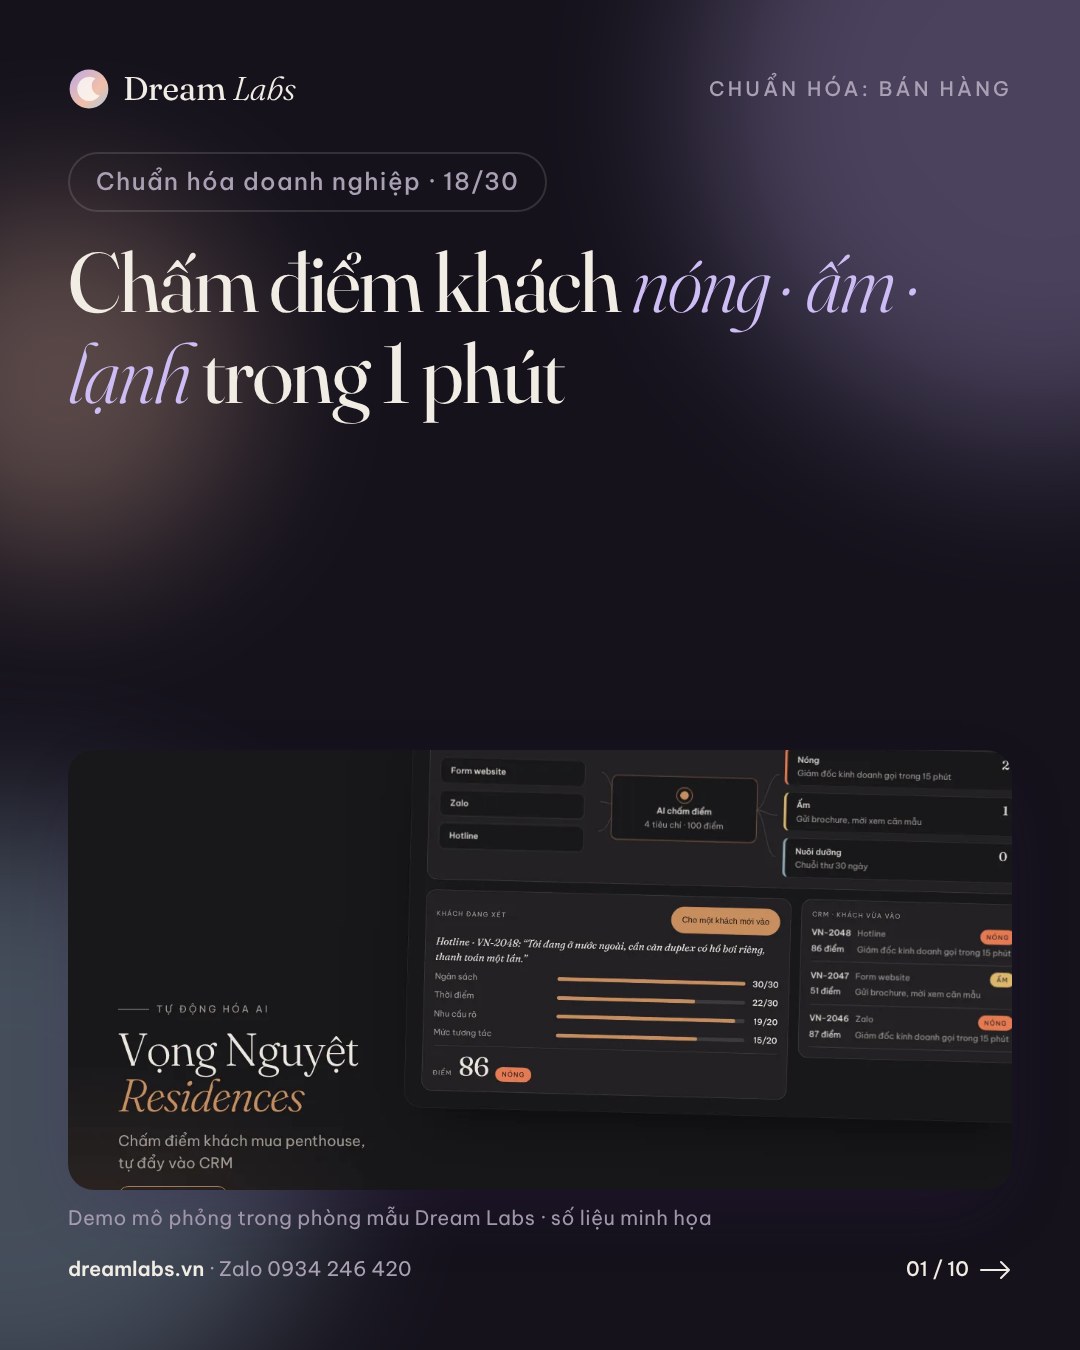 Dream Labs
CHUẨN HÓA: BÁN HÀNG
Chuẩn hóa doanh nghiệp · 18/30
Chấm điểm khách nóng · ấm ·
lạnh trong 1 phút
Form website
Zalo
Hotline
AI chấm điểm
4 tiêu chí · 100 điểm
Nóng
2
Giám đốc kinh doanh gọi trong 15 phút
Ấm
1
Gửi brochure, mời xem căn mẫu
Nuôi dưỡng
0
Chuỗi thư 30 ngày
KHÁCH ĐANG XÉT
Cho một khách mới vào
Hotline · VN-2048: “Tôi đang ở nước ngoài, cần căn duplex có hồ bơi riêng,
thanh toán một lần.”
Ngân sách 30/30
Thời điểm 22/30
Nhu cầu rõ 19/20
Mức tương tác 15/20
ĐIỂM 86 NÓNG
CRM · KHÁCH VỪA VÀO
VN-2048 Hotline NÓNG
86 điểm Giám đốc kinh doanh gọi trong 15 phút
VN-2047 Form website ẤM
51 điểm Gửi brochure, mời xem căn mẫu
VN-2046 Zalo NÓNG
87 điểm Giám đốc kinh doanh gọi trong 15 phút
TỰ ĐỘNG HÓA AI
Vọng Nguyệt
Residences
Chấm điểm khách mua penthouse,
tự đẩy vào CRM
Demo mô phỏng trong phòng mẫu Dream Labs · số liệu minh họa
dreamlabs.vn · Zalo 0934 246 420
01 / 10 →